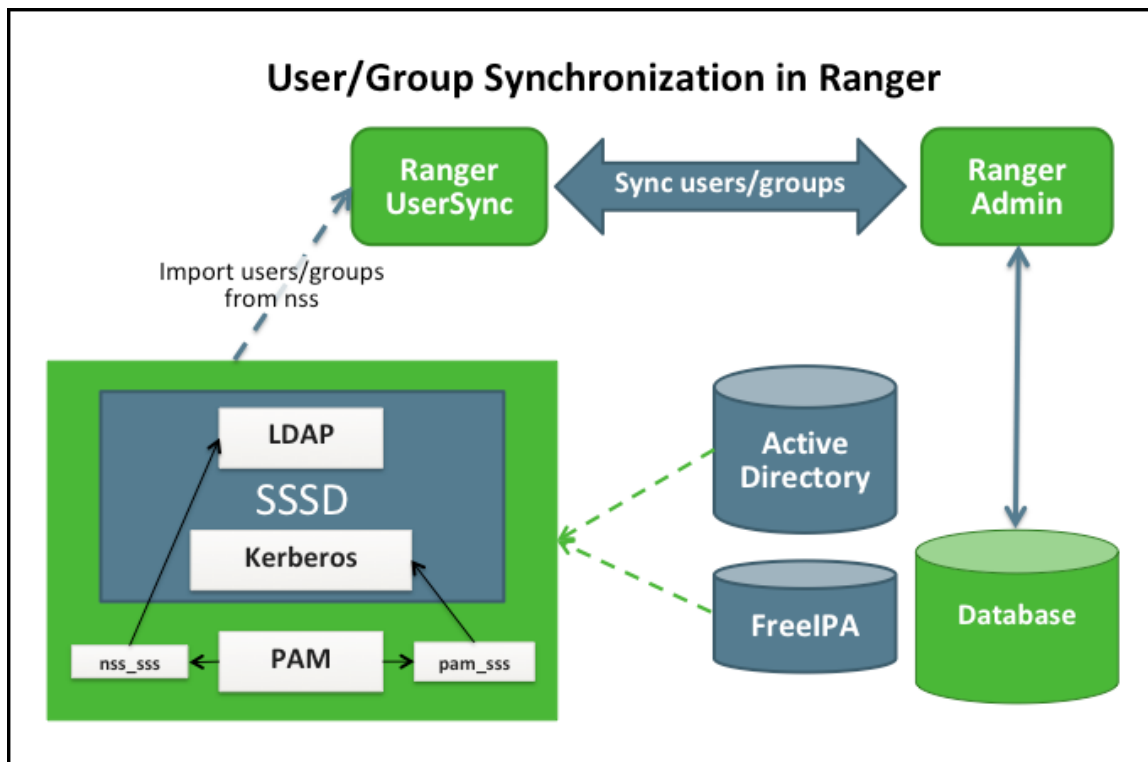 User/Group Synchronization in Ranger
Ranger
UserSync
Sync users/groups
Ranger
Admin
Import users/groups
from nss
LDAP
SSSD
Kerberos
nss_sss
PAM
pam_sss
Active
Directory
FreeIPA
Database